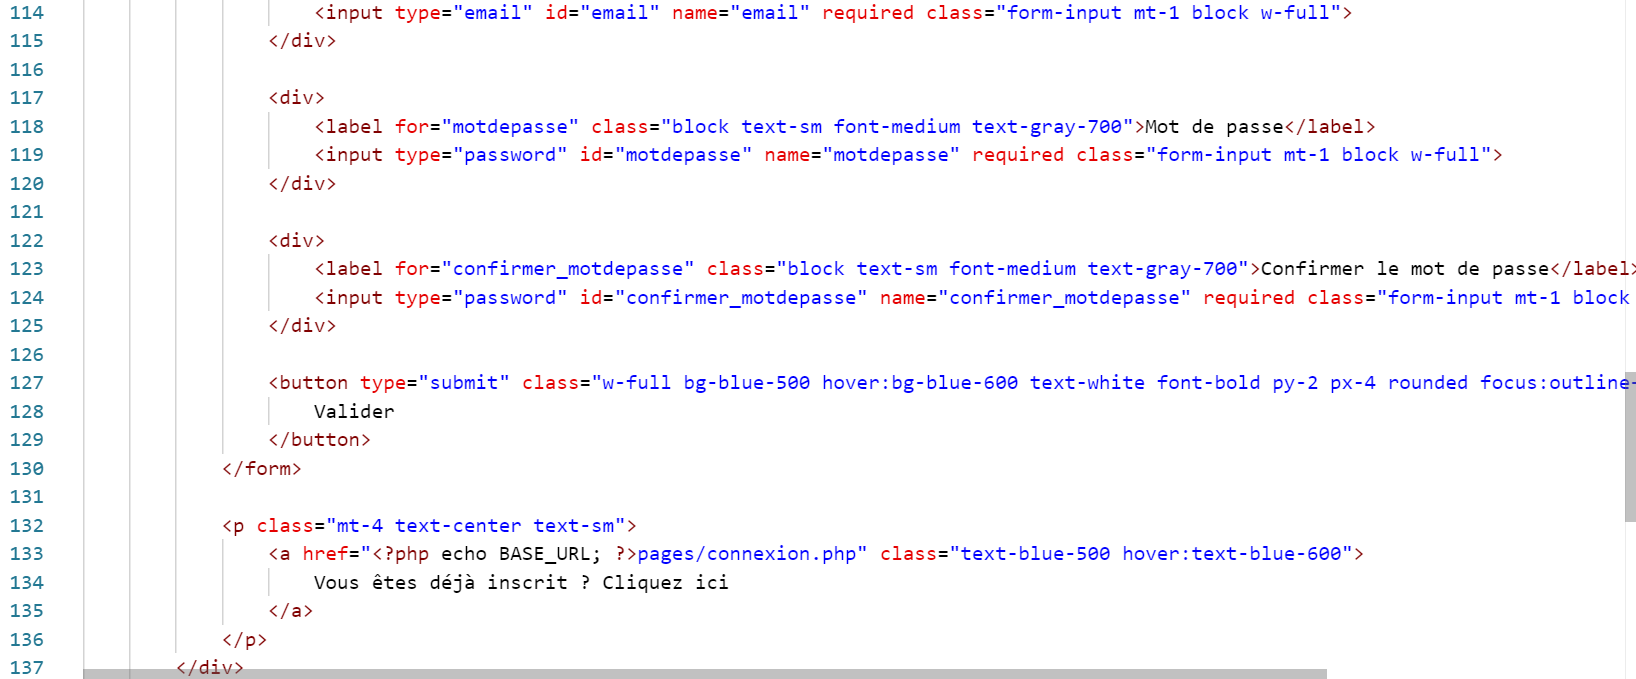 114 <input type="email" id="email" name="email" required class="form-input mt-1 block w-full">
115 </div>
116
117 <div>
118 <label for="motdepasse" class="block text-sm font-medium text-gray-700">Mot de passe</label>
119 <input type="password" id="motdepasse" name="motdepasse" required class="form-input mt-1 block w-full">
120 </div>
121
122 <div>
123 <label for="confirmer_motdepasse" class="block text-sm font-medium text-gray-700">Confirmer le mot de passe</label>
124 <input type="password" id="confirmer_motdepasse" name="confirmer_motdepasse" required class="form-input mt-1 block
125 </div>
126
127 <button type="submit" class="w-full bg-blue-500 hover:bg-blue-600 text-white font-bold py-2 px-4 rounded focus:outline-
128 Valider
129 </button>
130 </form>
131
132 <p class="mt-4 text-center text-sm">
133 <a href="<?php echo BASE_URL; ?>pages/connexion.php" class="text-blue-500 hover:text-blue-600">
134 Vous êtes déjà inscrit ? Cliquez ici
135 </a>
136 </p>
137 </div>